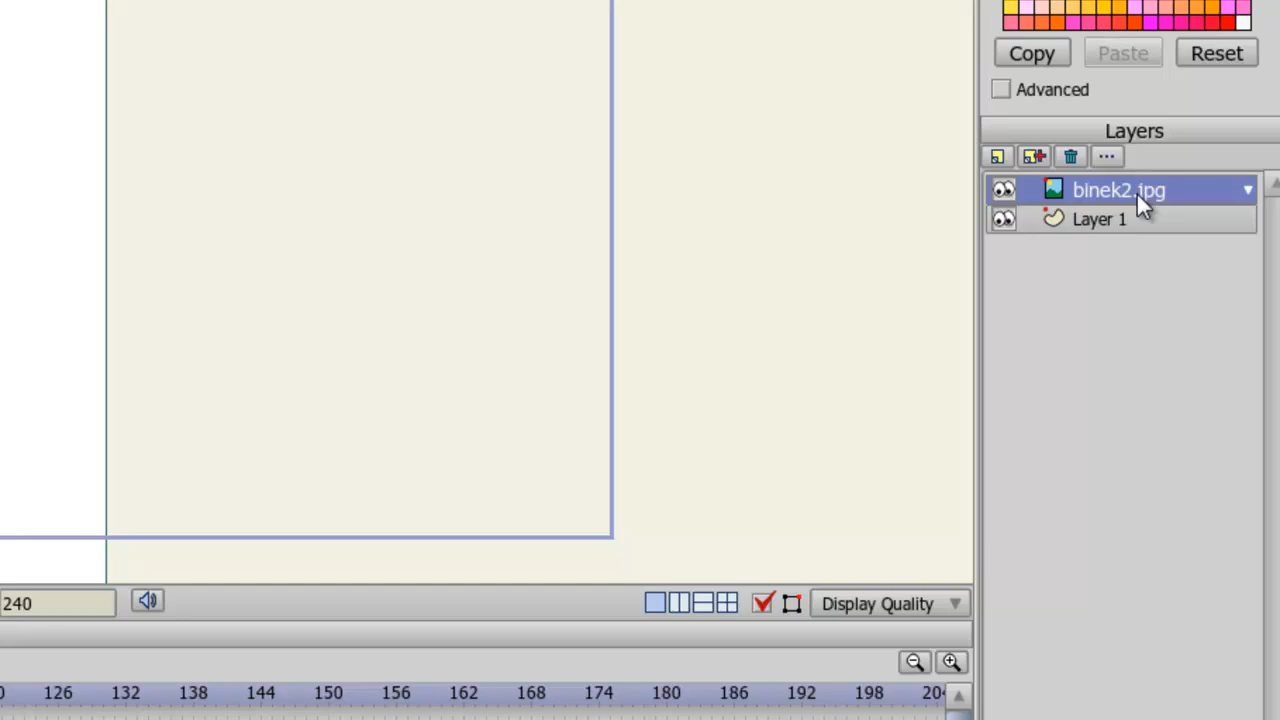 Copy Paste Reset
Advanced
Layers
binek2.jpg
Layer 1
240
Display Quality
126 132 138 144 150 156 162 168 174 180 186 192 198